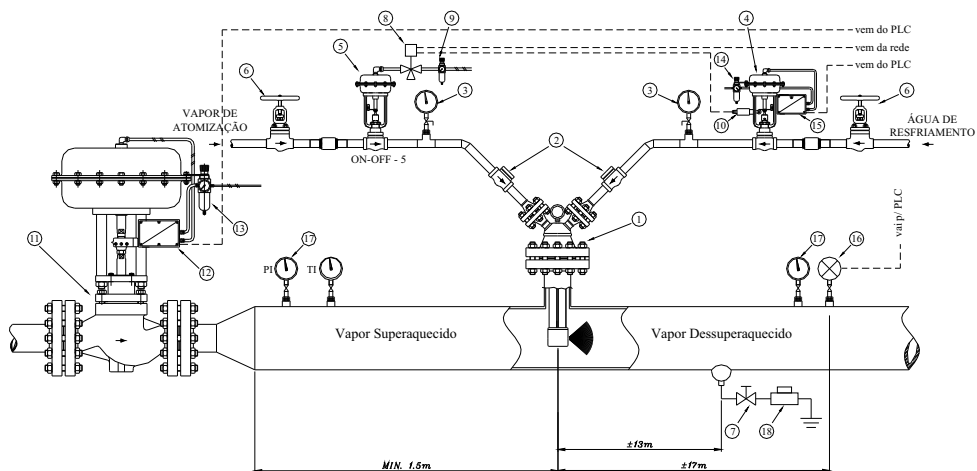 8
9
vem do PLC
4
5
vem da rede
14
vem do PLC
6
3
3
6
VAPOR DE
ATOMIZAÇÃO
10
15
ÁGUA DE
RESFRIAMENTO
ON-OFF - 5
2
13
1
12
11
17
17
16
vai p/ PLC
PI
TI
Vapor Superaquecido
Vapor Dessuperaquecido
7
18
±13m
MIN. 1.5m
±17m